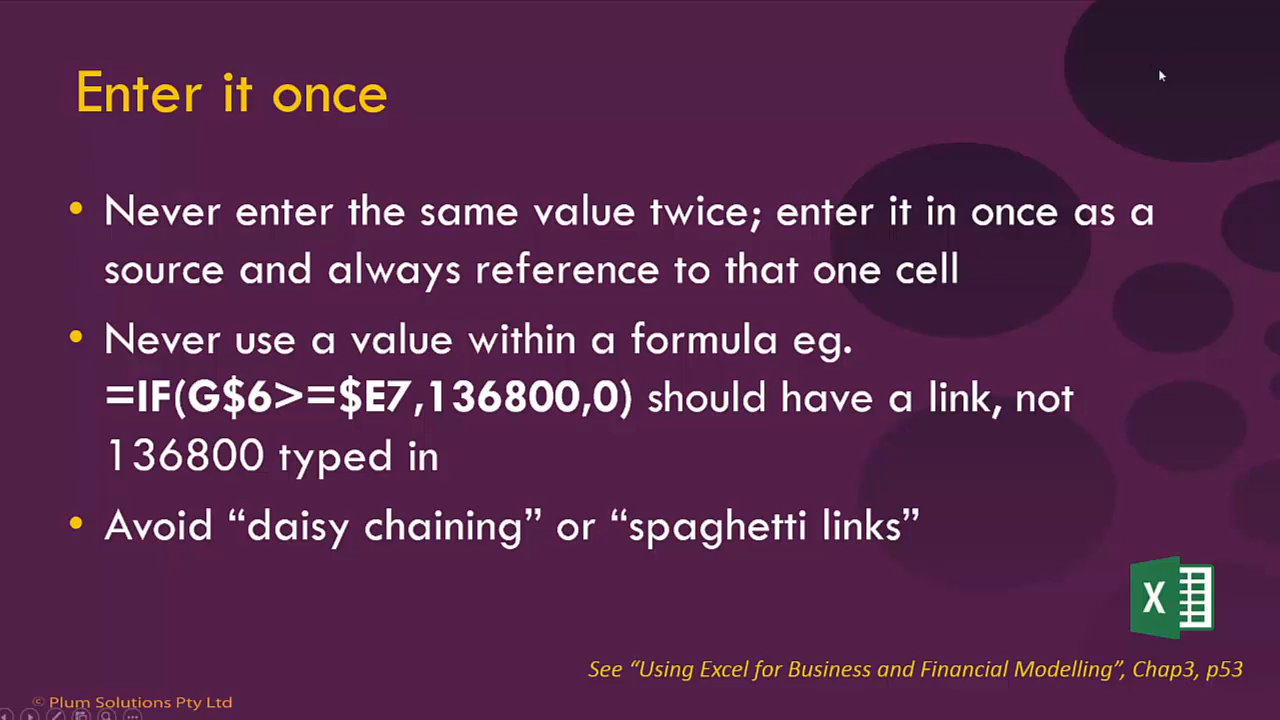 Enter it once
• Never enter the same value twice; enter it in once as a
source and always reference to that one cell
• Never use a value within a formula eg.
=IF(G$6>=$E7,136800,0) should have a link, not
136800 typed in
• Avoid “daisy chaining” or “spaghetti links”
X
See “Using Excel for Business and Financial Modelling”, Chap3, p53
© Plum Solutions Pty Ltd